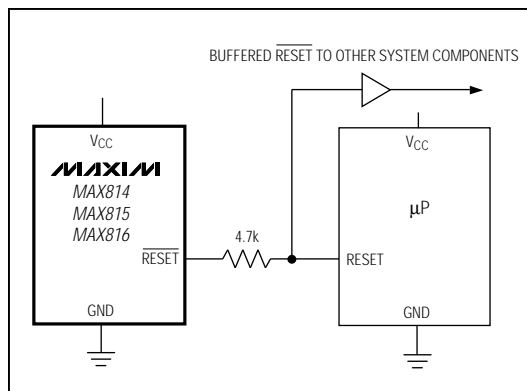 BUFFERED RESET TO OTHER SYSTEM COMPONENTS
VCC
MAXIM
MAX814
MAX815
MAX816
RESET
GND
4.7k
VCC
µP
RESET
GND